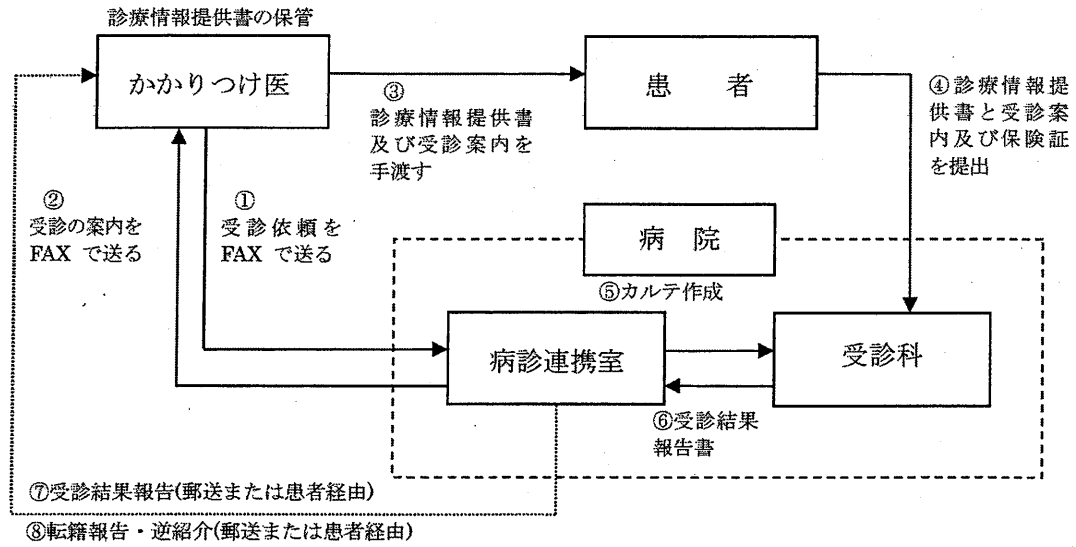 診療情報提供書の保管
かかりつけ医
患 者
③
診療情報提供書
及び受診案内を
手渡す
④診療情報提
供書と受診案
内及び保険証
を提出
②
受診の案内を
FAX で送る
①
受診依頼を
FAX で送る
病 院
⑤カルテ作成
病診連携室
受診科
⑥受診結果
報告書
⑦受診結果報告(郵送または患者経由)
⑧転籍報告・逆紹介(郵送または患者経由)